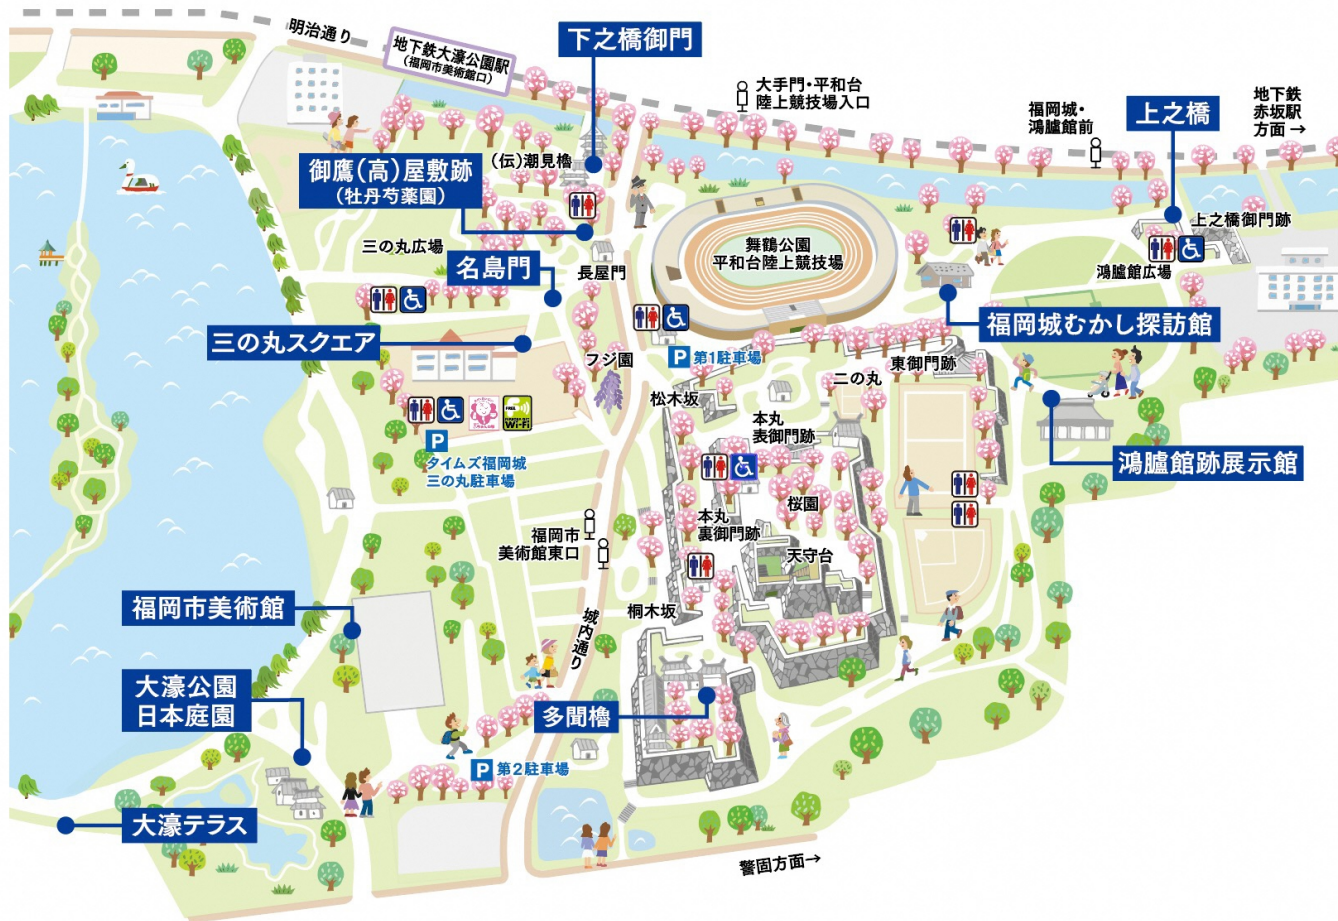 明治通り
地下鉄大濠公園駅
(福岡市美術館口)
下之橋御門
大手門・平和台
陸上競技場入口
福岡城・
鴻臚館前
上之橋
地下鉄
赤坂駅
方面→
御鷹(高)屋敷跡
(牡丹芍薬園)
(伝)潮見櫓
上之橋御門跡
三の丸広場
長屋門
舞鶴公園
平和台陸上競技場
鴻臚館広場
名島門
福岡城むかし探訪館
三の丸スクエア
フジ園
P 第1駐車場
東御門跡
二の丸
松木坂
本丸
表御門跡
FREE
Wi-Fi
P
タイムズ福岡城
三の丸駐車場
鴻臚館跡展示館
桜園
本丸
裏御門跡
福岡市
美術館東口
天守台
福岡市美術館
桐木坂
城内通り
大濠公園
日本庭園
多聞櫓
P 第2駐車場
大濠テラス
警固方面→